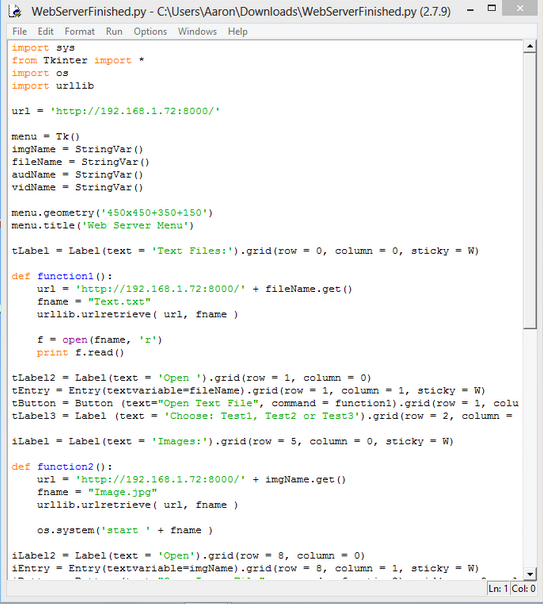 WebServerFinished.py - C:\Users\Aaron\Downloads\WebServerFinished.py (2.7.9)
File Edit Format Run Options Windows Help
import sys
from Tkinter import *
import os
import urllib
url = 'http://192.168.1.72:8000/'
menu = Tk()
imgName = StringVar()
fileName = StringVar()
audName = StringVar()
vidName = StringVar()
menu.geometry('450x450+350+150')
menu.title('Web Server Menu')
tLabel = Label(text = 'Text Files:').grid(row = 0, column = 0, sticky = W)
def function1():
    url = 'http://192.168.1.72:8000/' + fileName.get()
    fname = "Text.txt"
    urllib.urlretrieve( url, fname )
    f = open(fname, 'r')
    print f.read()
tLabel2 = Label(text = 'Open ').grid(row = 1, column = 0)
tEntry = Entry(textvariable=fileName).grid(row = 1, column = 1, sticky = W)
tButton = Button (text="Open Text File", command = function1).grid(row = 1, colu
tLabel3 = Label (text = 'Choose: Test1, Test2 or Test3').grid(row = 2, column =
iLabel = Label(text = 'Images:').grid(row = 5, column = 0, sticky = W)
def function2():
    url = 'http://192.168.1.72:8000/' + imgName.get()
    fname = "Image.jpg"
    urllib.urlretrieve( url, fname )
    os.system('start ' + fname )
iLabel2 = Label(text = 'Open').grid(row = 8, column = 0)
iEntry = Entry(textvariable=imgName).grid(row = 8, column = 1, sticky = W)
Ln: 1 Col: 0